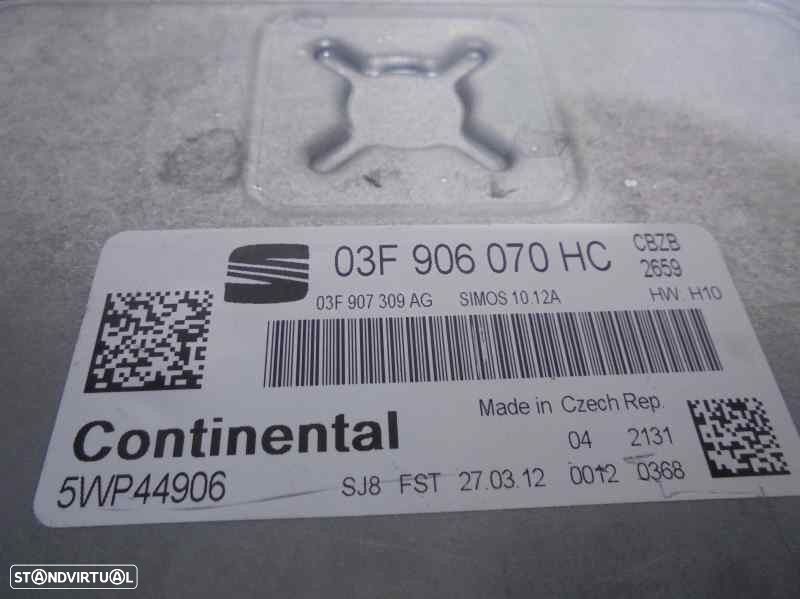 03F 906 070 HC
CBZB
2659
03F 907 309 AG SIMOS 10.12A HW: H10
Continental
Made in Czech Rep.
04 2131
5WP44906
SJ8 FST 27.03.12 0012 0368
STANDVIRTUAL